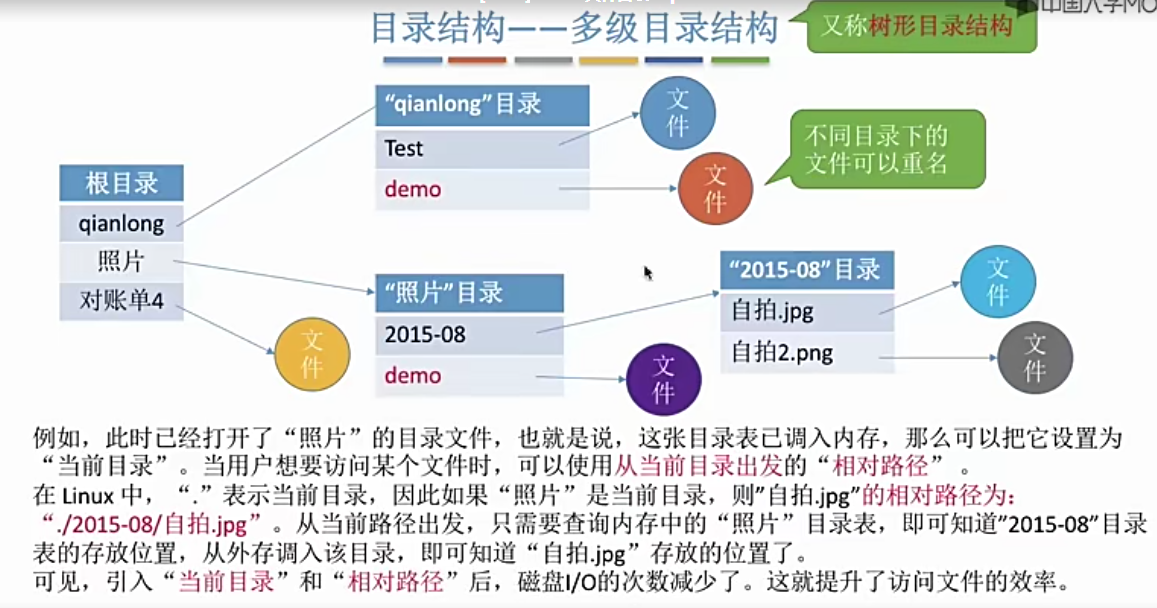 目录结构——多级目录结构
又称树形目录结构
"qianlong"目录
Test
demo
文件
文件
不同目录下的
文件可以重名
根目录
qianlong
照片
对账单4
文件
"照片"目录
2015-08
demo
文件
"2015-08"目录
自拍.jpg
自拍2.png
文件
文件
例如，此时已经打开了“照片”的目录文件，也就是说，这张目录表已调入内存，那么可以把它设置为
“当前目录”。当用户想要访问某个文件时，可以使用从当前目录出发的“相对路径” 。
在 Linux 中，“.”表示当前目录，因此如果“照片”是当前目录，则"自拍.jpg"的相对路径为：
“./2015-08/自拍.jpg”。从当前路径出发，只需要查询内存中的“照片”目录表，即可知道"2015-08"目录
表的存放位置，从外存调入该目录，即可知道“自拍.jpg”存放的位置了。
可见，引入“当前目录”和“相对路径”后，磁盘I/O的次数减少了。这就提升了访问文件的效率。